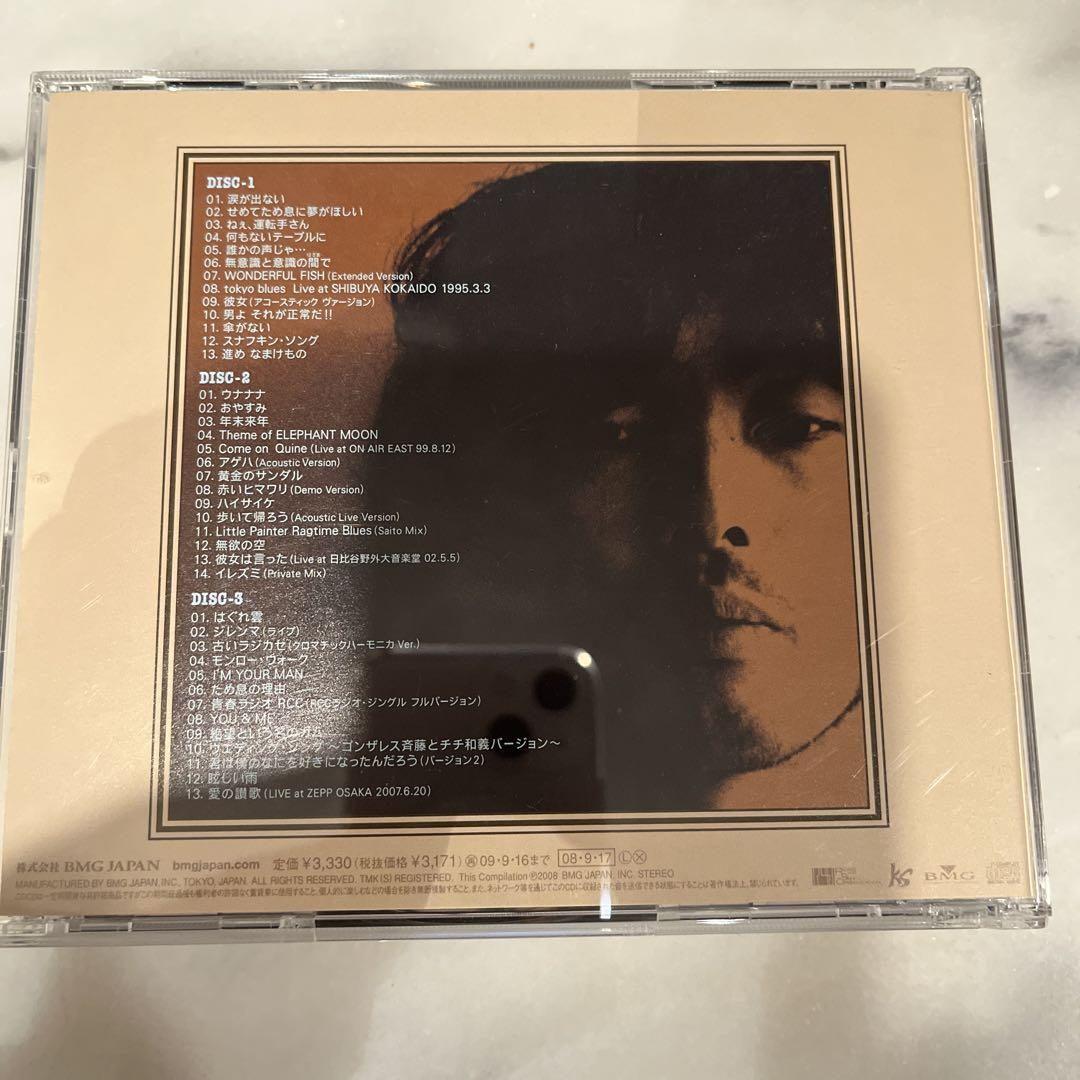 DISC-1
01. 涙が出ない
02. せめてため息に夢がほしい
03. ねぇ、運転手さん
04. 何もないテーブルに
05. 誰かの声じゃ…
06. 無意識と意識の間で
07. WONDERFUL FISH (Extended Version)
08. tokyo blues Live at SHIBUYA KOKAIDO 1995.3.3
09. 彼女 (アコースティック ヴァージョン)
10. 男よ それが正常だ!!
11. 傘がない
12. スナフキン・ソング
13. 進め なまけもの
DISC-2
01. ウナナナ
02. おやすみ
03. 年末来年
04. Theme of ELEPHANT MOON
05. Come on Quine (Live at ON AIR EAST 99.8.12)
06. アゲハ (Acoustic Version)
07. 黄金のサンダル
08. 赤いヒマワリ (Demo Version)
09. ハイサイケ
10. 歩いて帰ろう (Acoustic Live Version)
11. Little Painter Ragtime Blues (Saito Mix)
12. 無欲の空
13. 彼女は言った (Live at 日比谷野外大音楽堂 02.5.5)
14. イレズミ (Private Mix)
DISC-3
01. はぐれ雲
02. ジレンマ (ライブ)
03. 古いラジカセ (クロマチックハーモニカ Ver.)
04. モンロー・ウォーク
05. I'M YOUR MAN
06. ため息の理由
07. 青春ラジオ RCC (RCCラジオ・ジングル フルバージョン)
08. YOU & ME
09. 絶望という名のガム
10. ウエディング・ソング 〜ゴンザレス斉藤とチチ和義バージョン〜
11. 君は僕のなにを好きになったんだろう (バージョン2)
12. 眩しい雨
13. 愛の讃歌 (LIVE at ZEPP OSAKA 2007.6.20)
株式会社 BMG JAPAN bmgjapan.com 定価 ¥3,330 (税抜価格 ¥3,171) 再 09・9・16まで 08・9・17 Ⓛ Ⓧ
MANUFACTURED BY BMG JAPAN, INC., TOKYO, JAPAN. ALL RIGHTS RESERVED. TMK(S) REGISTERED. This Compilation ℗2008 BMG JAPAN, INC. STEREO
ks
BMG